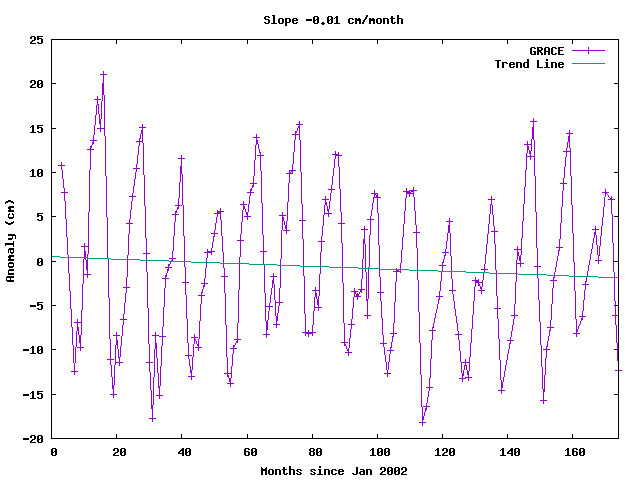 Slope -0.01 cm/month
GRACE
Trend Line
25
20
15
10
5
0
-5
-10
-15
-20
Anomaly (cm)
0 20 40 60 80 100 120 140 160
Months since Jan 2002